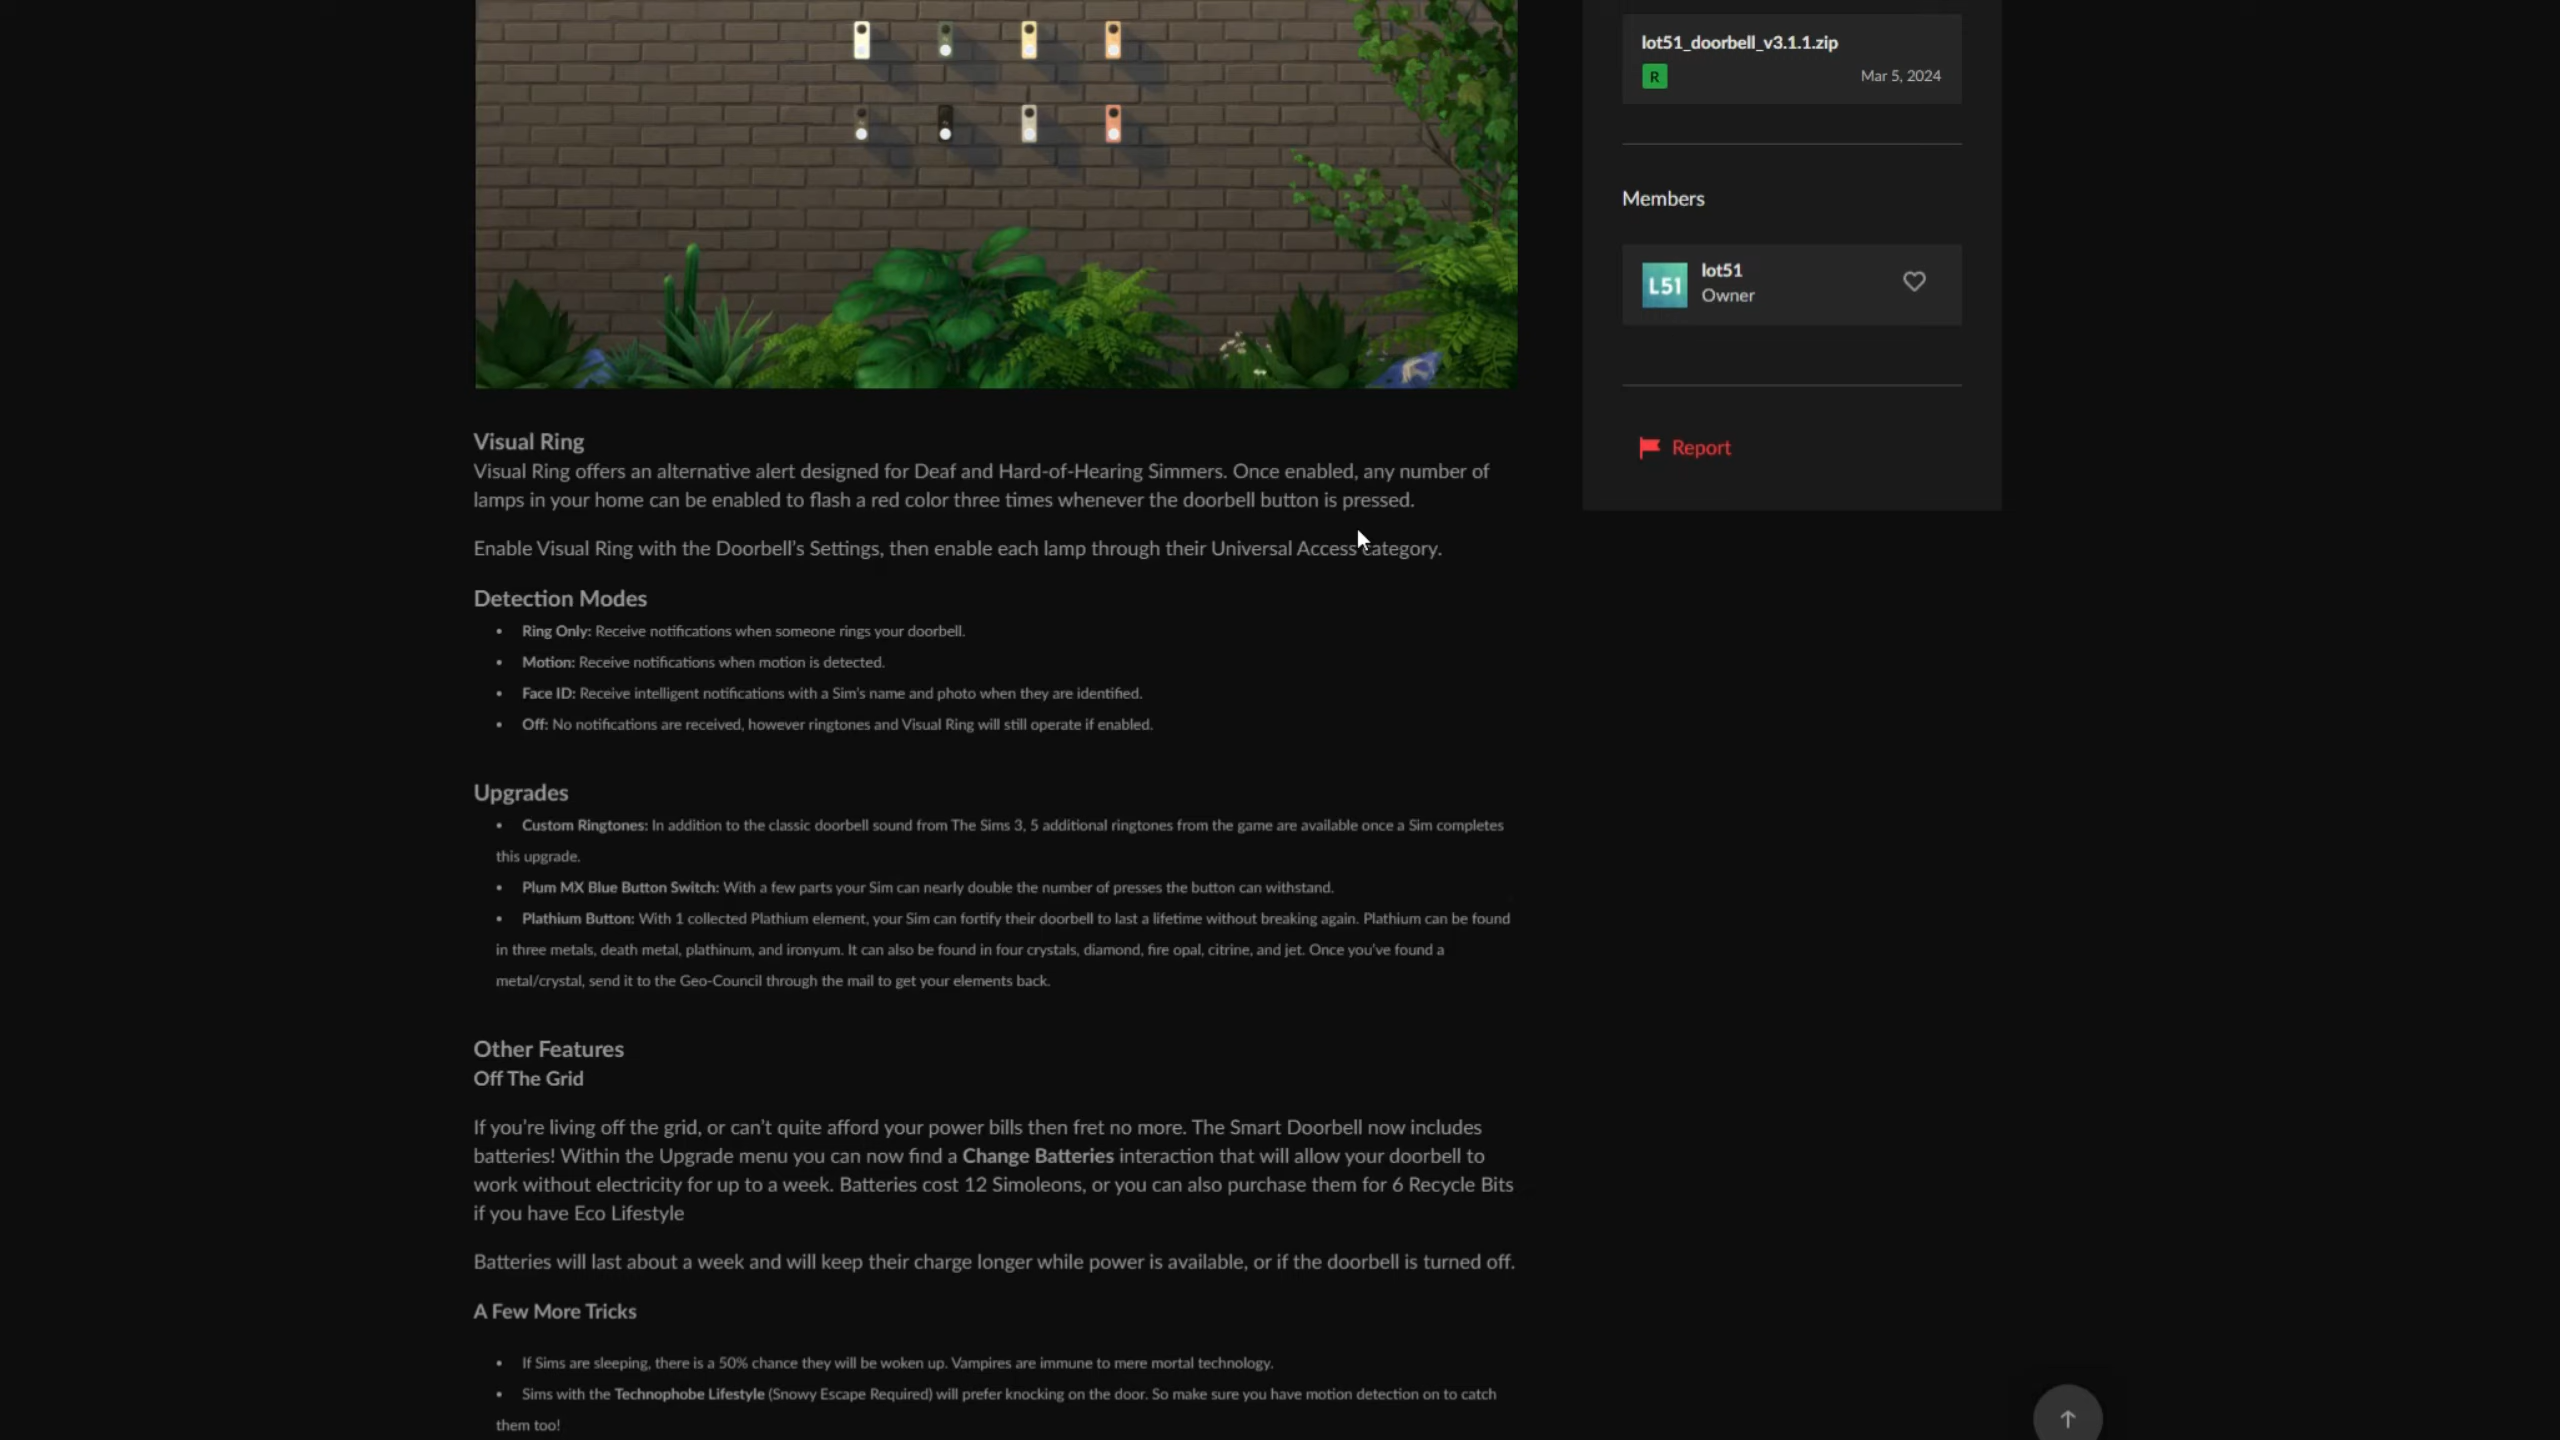 lot51_doorbell_v3.1.1.zip
R
Mar 5, 2024
Members
L51
lot51
Owner
Report
Visual Ring
Visual Ring offers an alternative alert designed for Deaf and Hard-of-Hearing Simmers. Once enabled, any number of
lamps in your home can be enabled to flash a red color three times whenever the doorbell button is pressed.
Enable Visual Ring with the Doorbell's Settings, then enable each lamp through their Universal Access category.
Detection Modes
• Ring Only: Receive notifications when someone rings your doorbell.
• Motion: Receive notifications when motion is detected.
• Face ID: Receive intelligent notifications with a Sim's name and photo when they are identified.
• Off: No notifications are received, however ringtones and Visual Ring will still operate if enabled.
Upgrades
• Custom Ringtones: In addition to the classic doorbell sound from The Sims 3, 5 additional ringtones from the game are available once a Sim completes
this upgrade.
• Plum MX Blue Button Switch: With a few parts your Sim can nearly double the number of presses the button can withstand.
• Plathium Button: With 1 collected Plathium element, your Sim can fortify their doorbell to last a lifetime without breaking again. Plathium can be found
in three metals, death metal, plathinum, and ironyum. It can also be found in four crystals, diamond, fire opal, citrine, and jet. Once you've found a
metal/crystal, send it to the Geo-Council through the mail to get your elements back.
Other Features
Off The Grid
If you're living off the grid, or can't quite afford your power bills then fret no more. The Smart Doorbell now includes
batteries! Within the Upgrade menu you can now find a Change Batteries interaction that will allow your doorbell to
work without electricity for up to a week. Batteries cost 12 Simoleons, or you can also purchase them for 6 Recycle Bits
if you have Eco Lifestyle
Batteries will last about a week and will keep their charge longer while power is available, or if the doorbell is turned off.
A Few More Tricks
• If Sims are sleeping, there is a 50% chance they will be woken up. Vampires are immune to mere mortal technology.
• Sims with the Technophobe Lifestyle (Snowy Escape Required) will prefer knocking on the door. So make sure you have motion detection on to catch
them too!